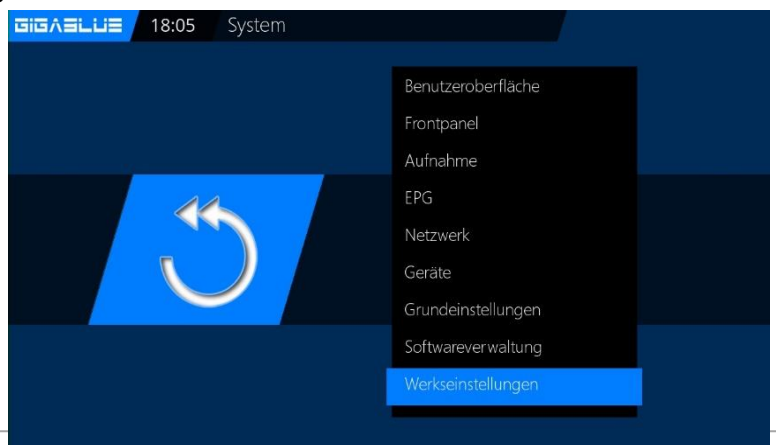 GIGABLUE 18:05 System
Benutzeroberfläche
Frontpanel
Aufnahme
EPG
Netzwerk
Geräte
Grundeinstellungen
Softwareverwaltung
Werkseinstellungen